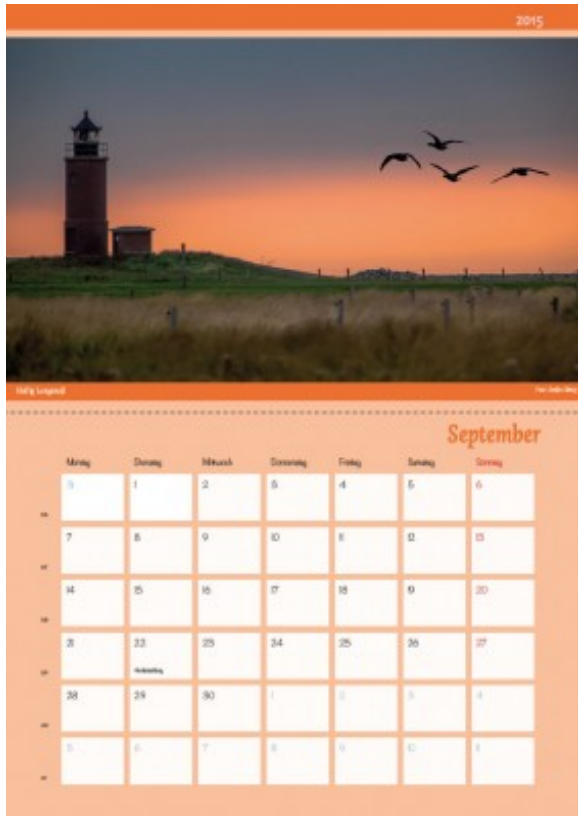 2015
September
Montag Dienstag Mittwoch Donnerstag Freitag Samstag Sonntag
1 2 3 4 5 6
7 8 9 10 11 12 13
14 15 16 17 18 19 20
21 22 23 24 25 26 27
28 29 30 1 2 3 4
5 6 7 8 9 10 11